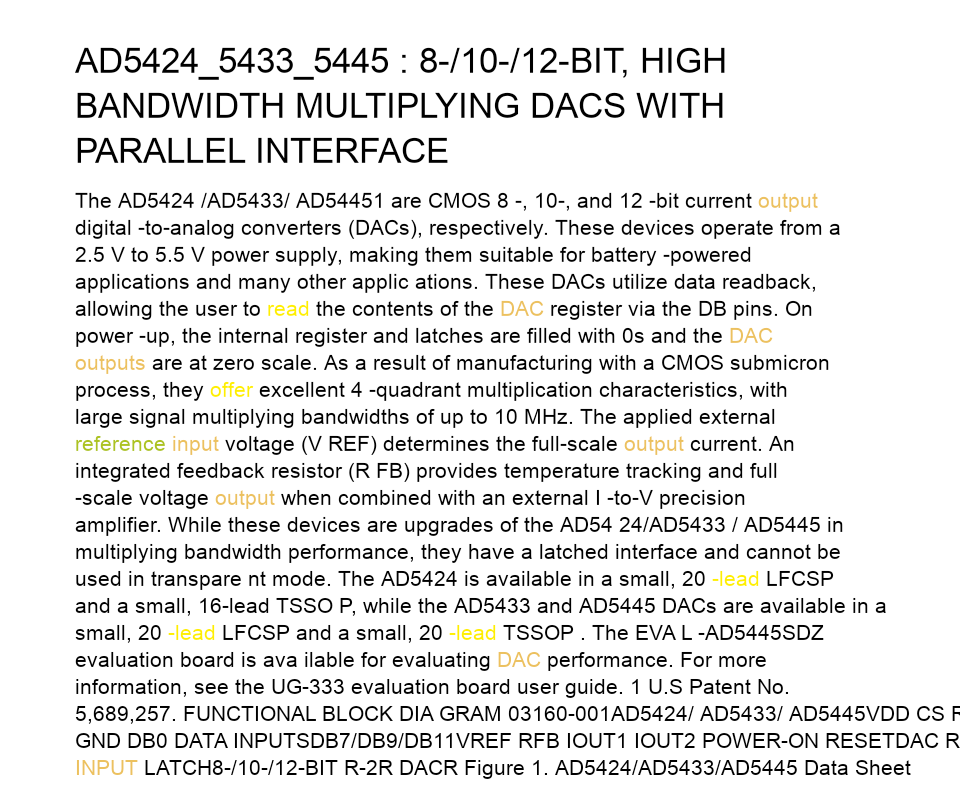 AD5424_5433_5445 : 8-/10-/12-BIT, HIGH
BANDWIDTH MULTIPLYING DACS WITH
PARALLEL INTERFACE
The AD5424 /AD5433/ AD54451 are CMOS 8 -, 10-, and 12 -bit current output
digital -to-analog converters (DACs), respectively. These devices operate from a
2.5 V to 5.5 V power supply, making them suitable for battery -powered
applications and many other applic ations. These DACs utilize data readback,
allowing the user to read the contents of the DAC register via the DB pins. On
power -up, the internal register and latches are filled with 0s and the DAC
outputs are at zero scale. As a result of manufacturing with a CMOS submicron
process, they offer excellent 4 -quadrant multiplication characteristics, with
large signal multiplying bandwidths of up to 10 MHz. The applied external
reference input voltage (V REF) determines the full-scale output current. An
integrated feedback resistor (R FB) provides temperature tracking and full
-scale voltage output when combined with an external I -to-V precision
amplifier. While these devices are upgrades of the AD54 24/AD5433 / AD5445 in
multiplying bandwidth performance, they have a latched interface and cannot be
used in transpare nt mode. The AD5424 is available in a small, 20 -lead LFCSP
and a small, 16-lead TSSO P, while the AD5433 and AD5445 DACs are available in a
small, 20 -lead LFCSP and a small, 20 -lead TSSOP . The EVA L -AD5445SDZ
evaluation board is ava ilable for evaluating DAC performance. For more
information, see the UG-333 evaluation board user guide. 1 U.S Patent No.
5,689,257. FUNCTIONAL BLOCK DIA GRAM 03160-001AD5424/ AD5433/ AD5445VDD CS R
GND DB0 DATA INPUTSDB7/DB9/DB11VREF RFB IOUT1 IOUT2 POWER-ON RESETDAC R
INPUT LATCH8-/10-/12-BIT R-2R DACR Figure 1. AD5424/AD5433/AD5445 Data Sheet